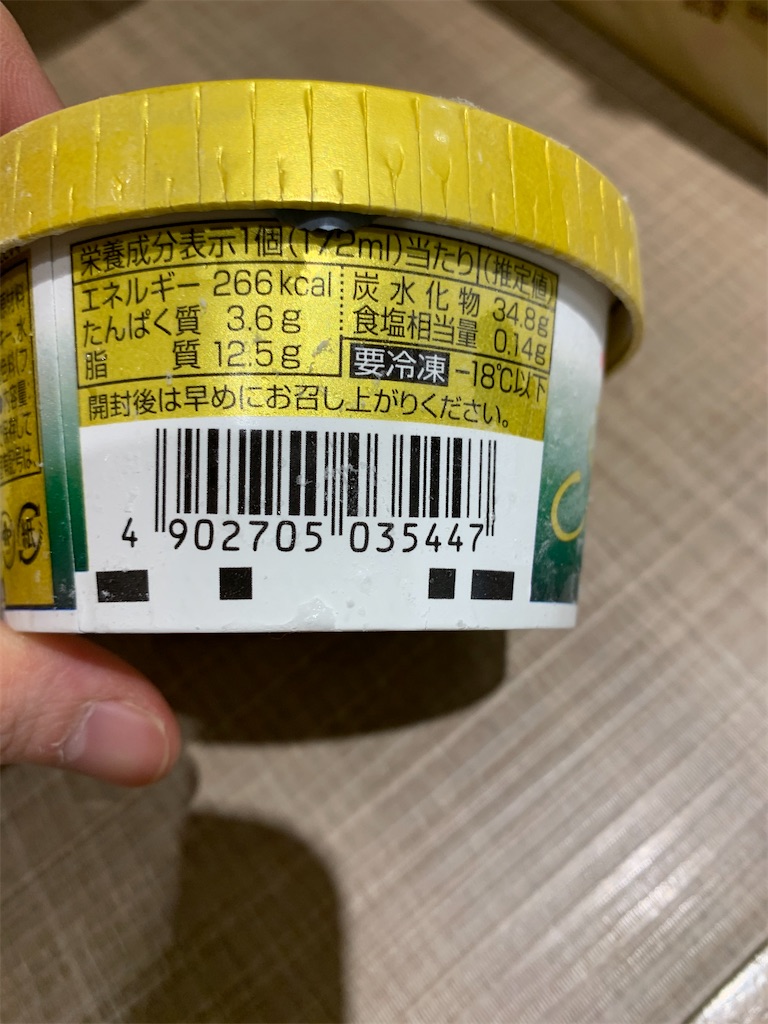 栄養成分表示1個(172ml)当たり(推定値)
エネルギー 266kcal
たんぱく質 3.6g
脂質 12.5g
炭水化物 34.8g
食塩相当量 0.14g
要冷凍 -18℃以下
開封後は早めにお召し上がりください。
4 902705 035447
紙